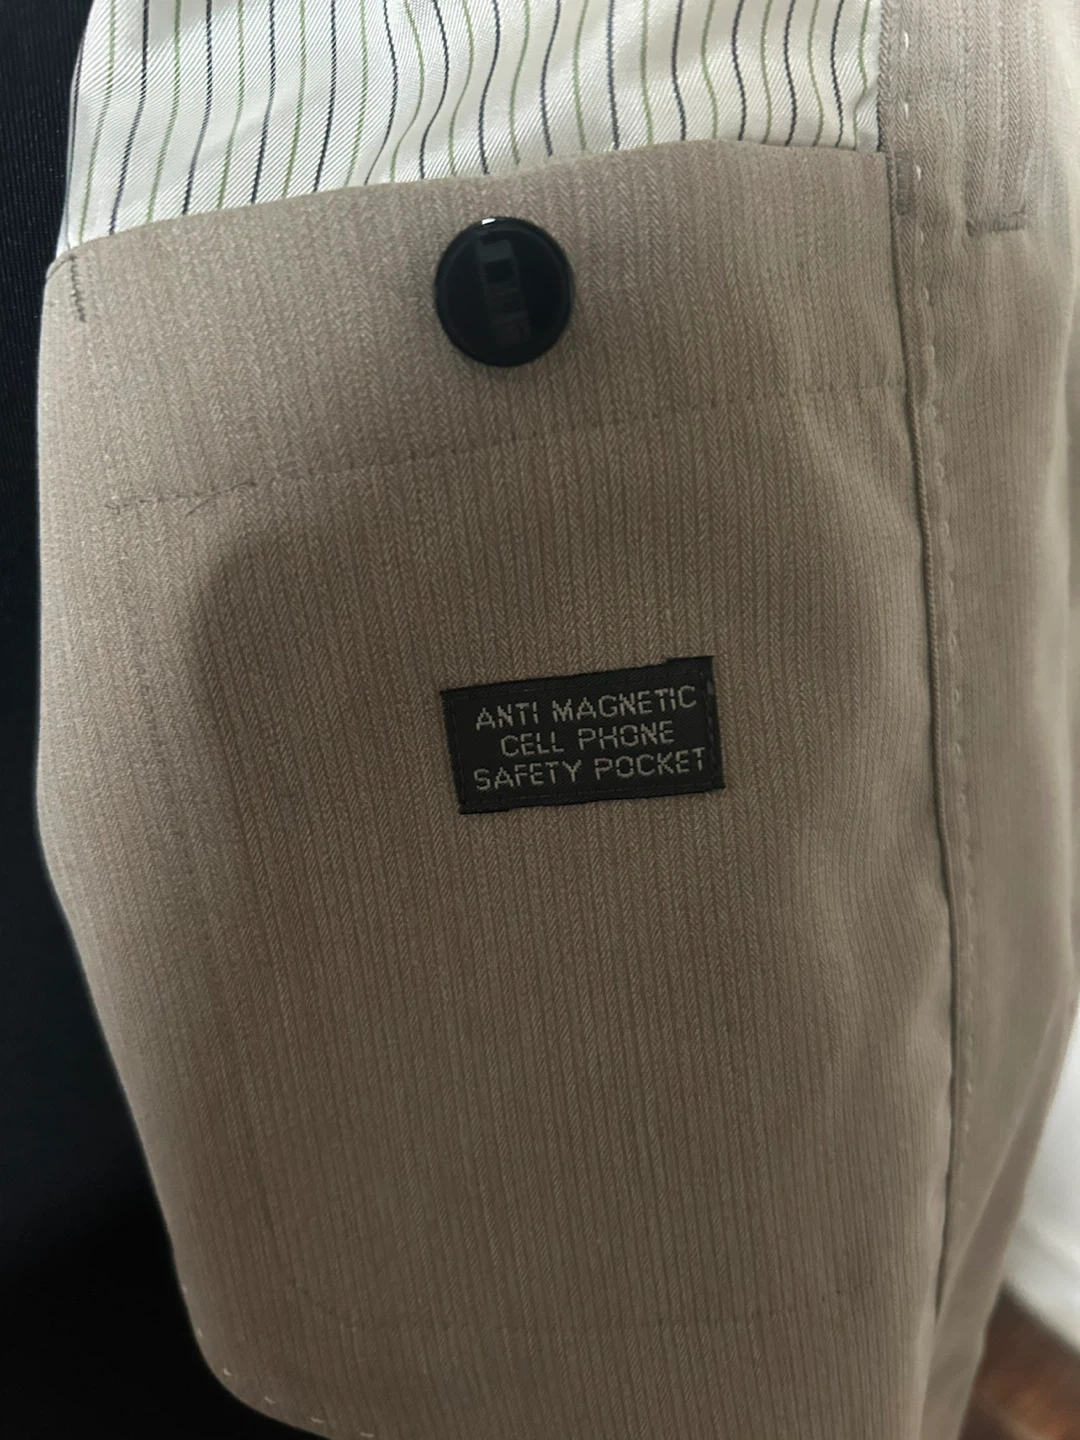 ANTI MAGNETIC
CELL PHONE
SAFETY POCKET